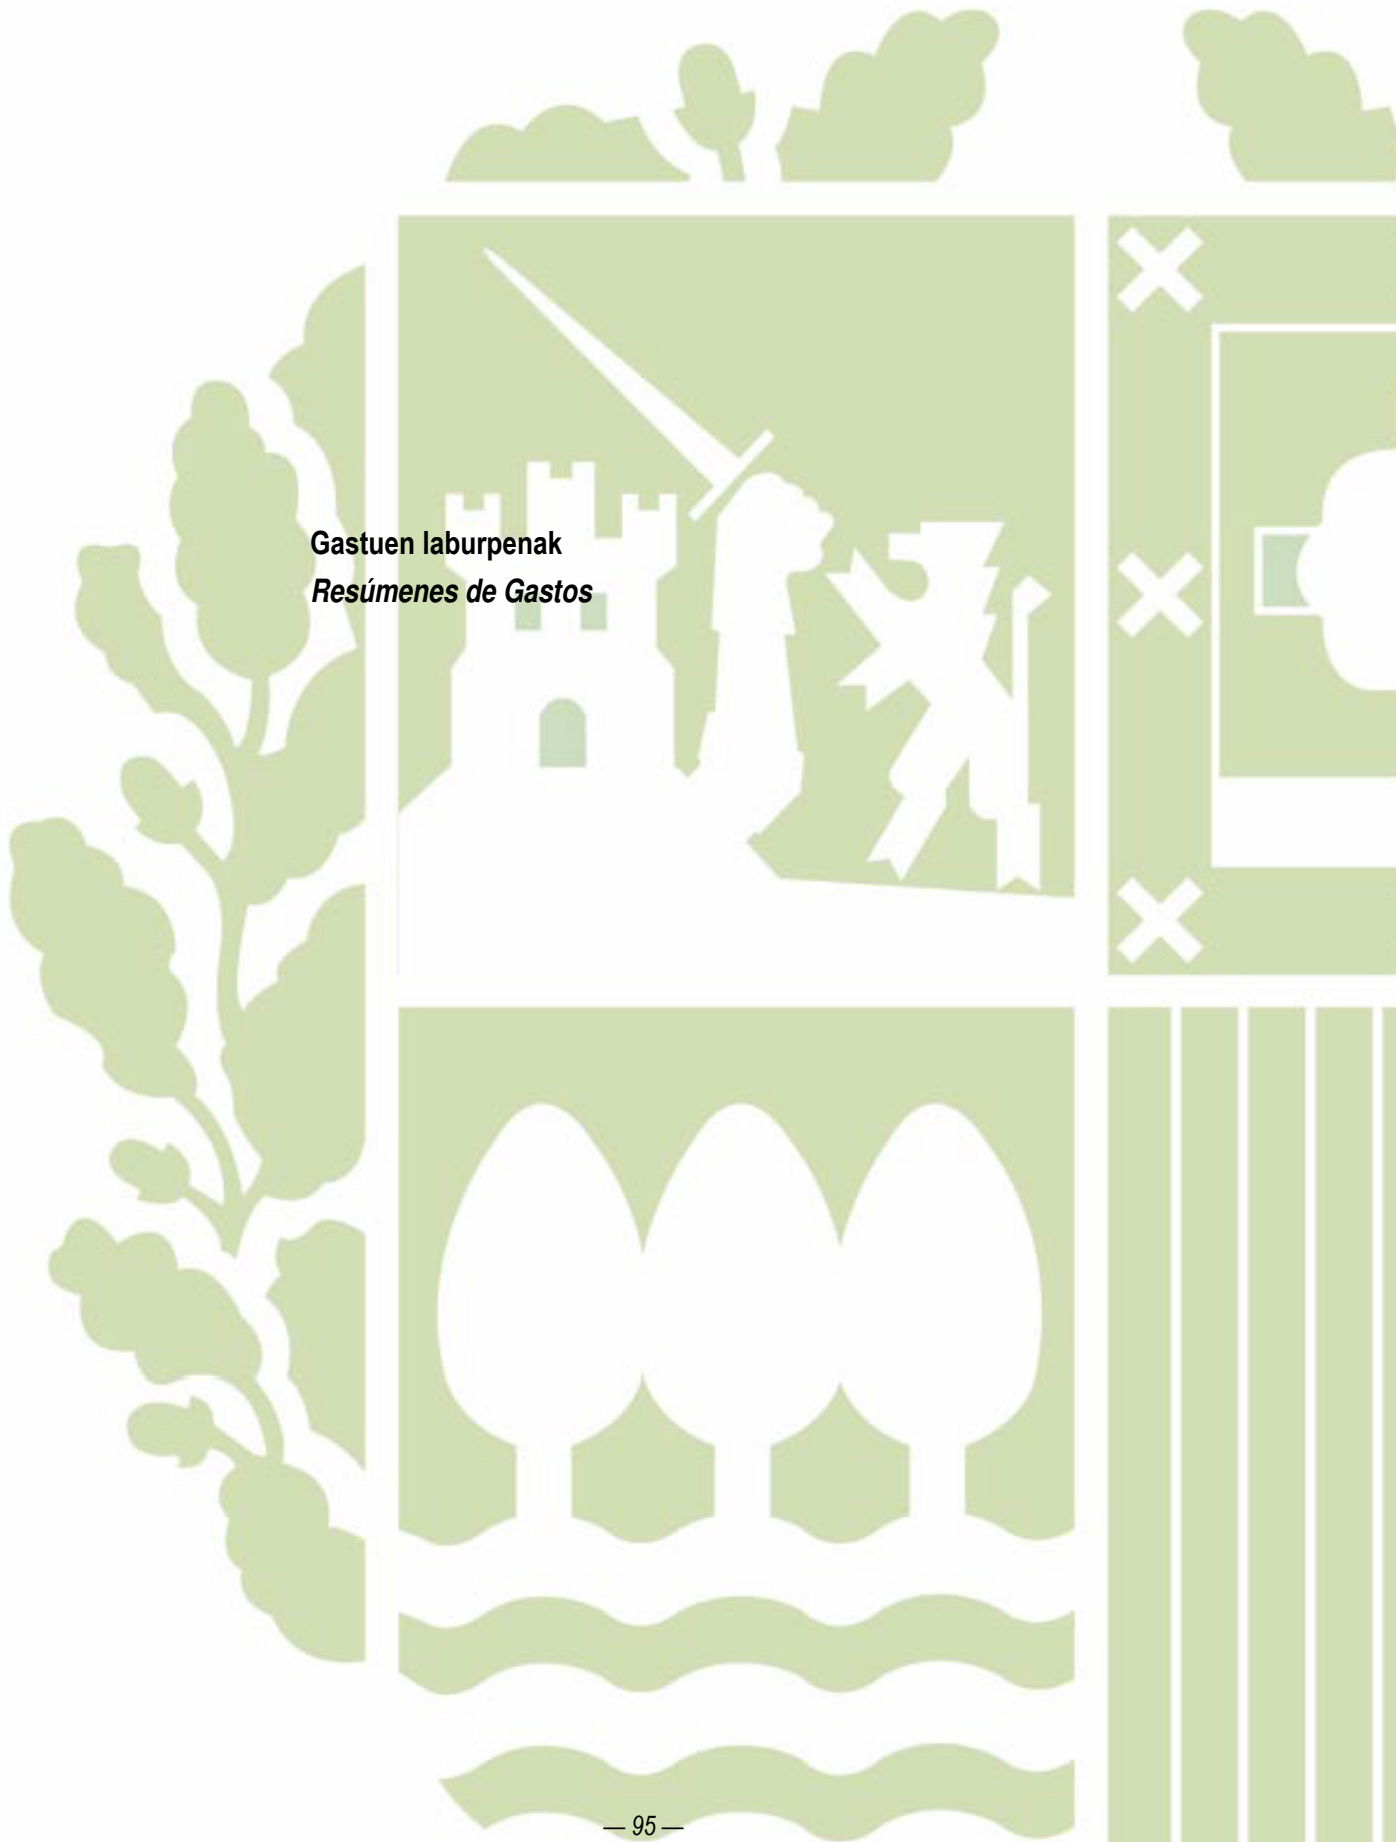 Gastuen laburpenak
Resúmenes de Gastos
— 95 —